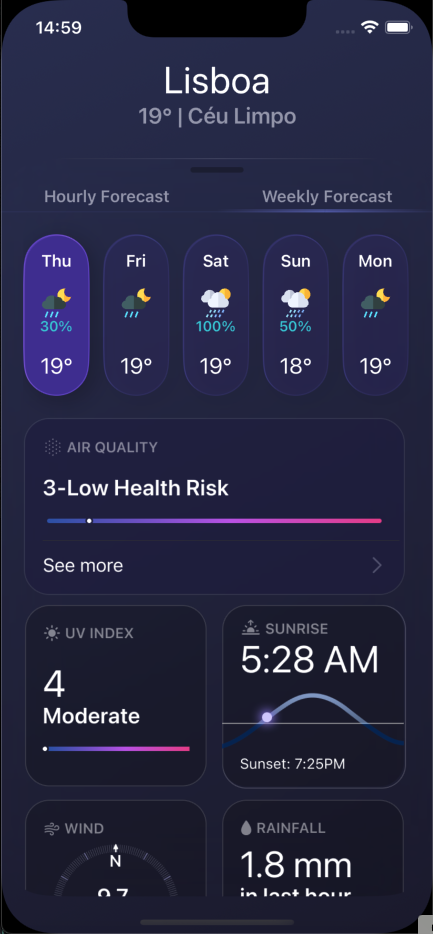 14:59
Lisboa
19° | Céu Limpo
Hourly Forecast
Weekly Forecast
Thu
Fri
Sat
Sun
Mon
30%
100%
50%
19°
19°
19°
18°
19°
AIR QUALITY
3-Low Health Risk
See more
UV INDEX
4
Moderate
SUNRISE
5:28 AM
Sunset: 7:25PM
WIND
N
9.7
RAINFALL
1.8 mm
in last hour